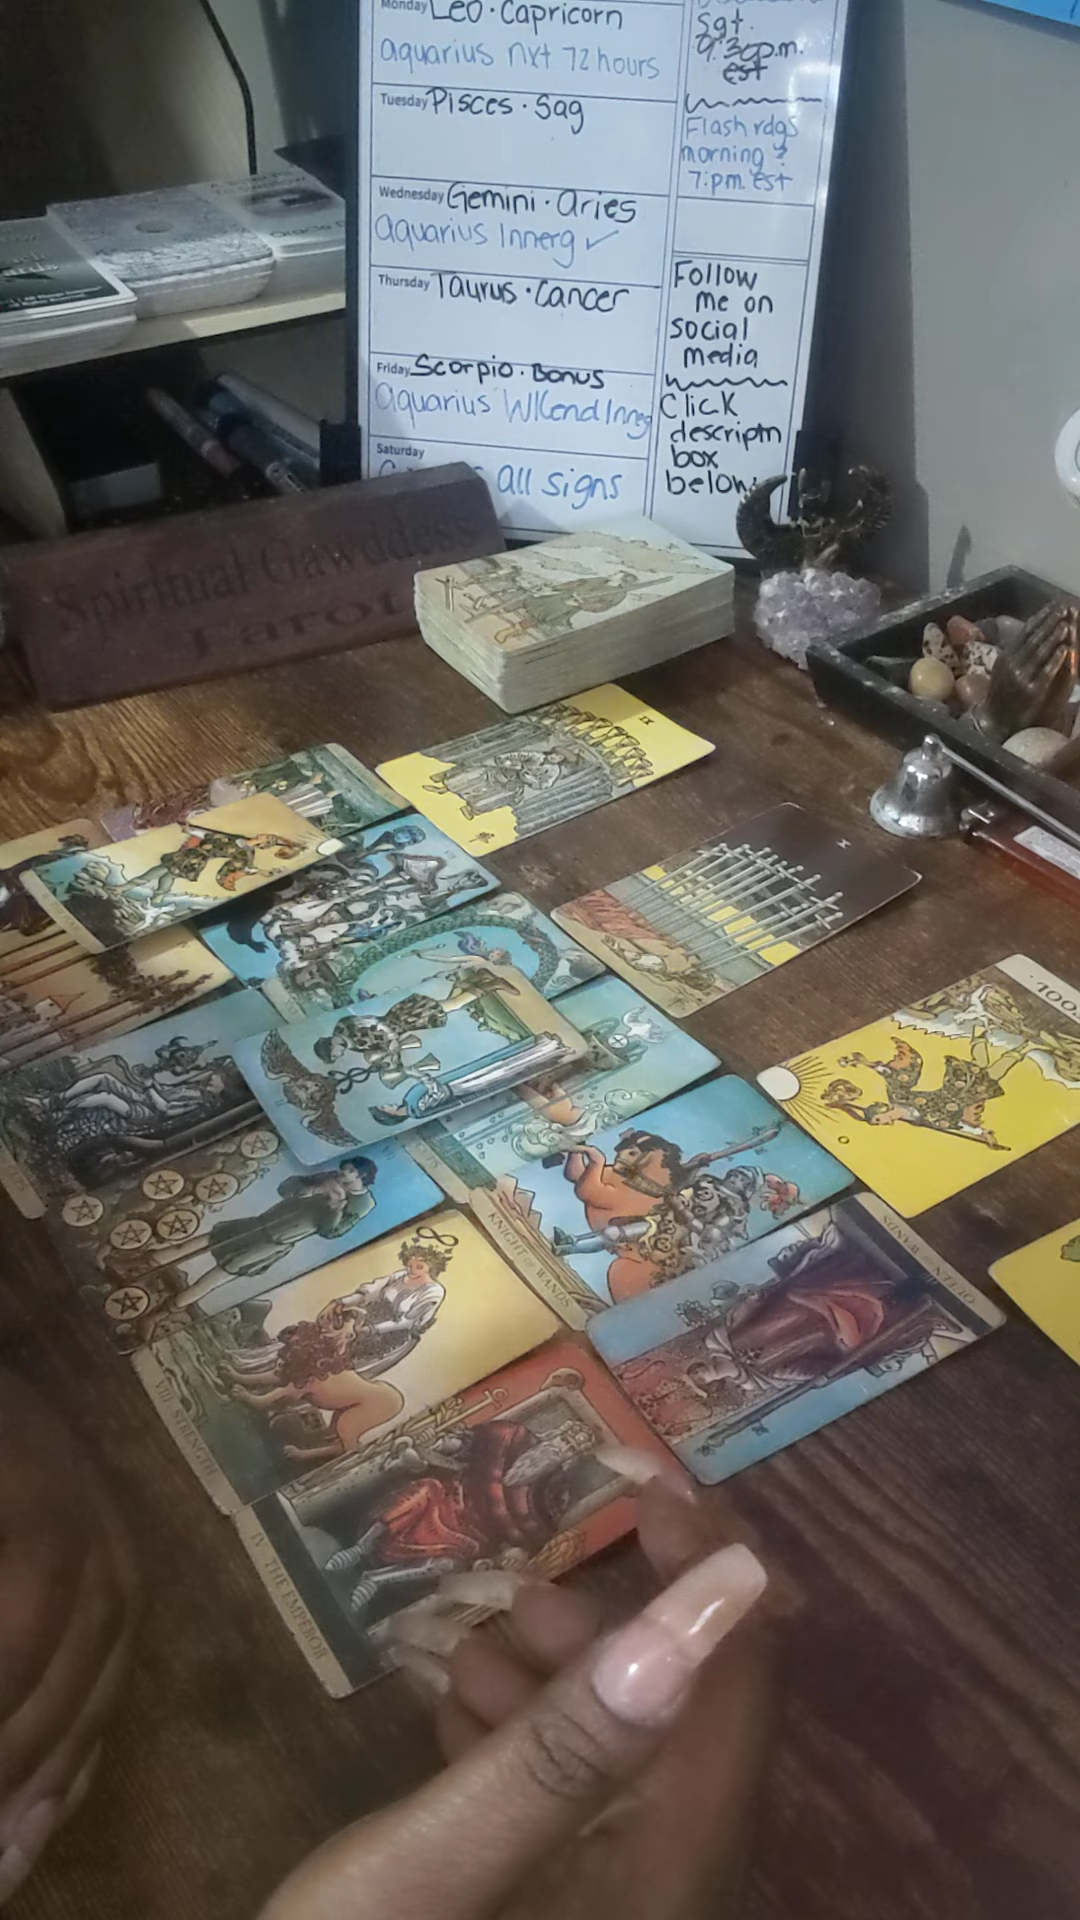 Monday Leo · Capricorn
aquarius nxt 72 hours
Tuesday Pisces · Sag
Wednesday Gemini · Aries
aquarius Innerg ✓
Thursday Taurus · Cancer
Friday Scorpio · Bonus
aquarius WKend Innerg
Saturday
all signs
Sgt.
9:30p.m.
est
Flash rdgs
morning ?
7:pm. est
Follow
me on
social
media
Click
descriptn
box
below
Spiritual Gawddess
Tarot
IX
X
FOOL
0
KNIGHT OF WANDS
QUEEN OF WANDS
VIII STRENGTH
IV THE EMPEROR